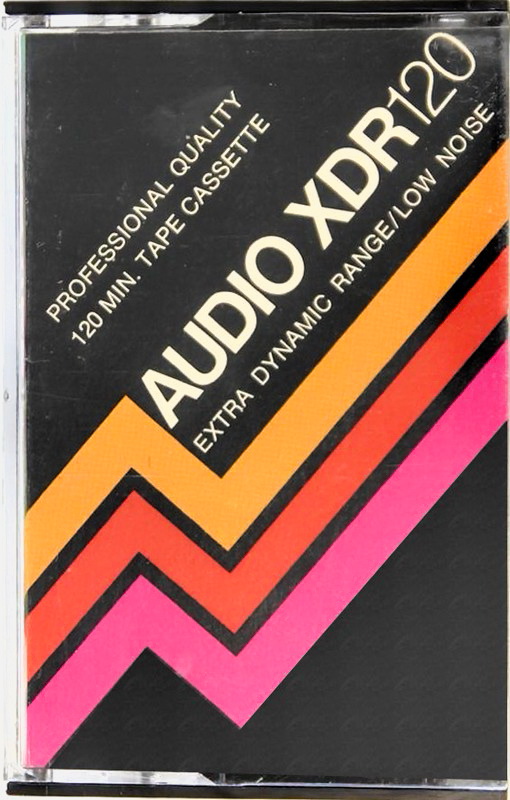 PROFESSIONAL QUALITY
120 MIN. TAPE CASSETTE
AUDIO XDR120
EXTRA DYNAMIC RANGE/LOW NOISE